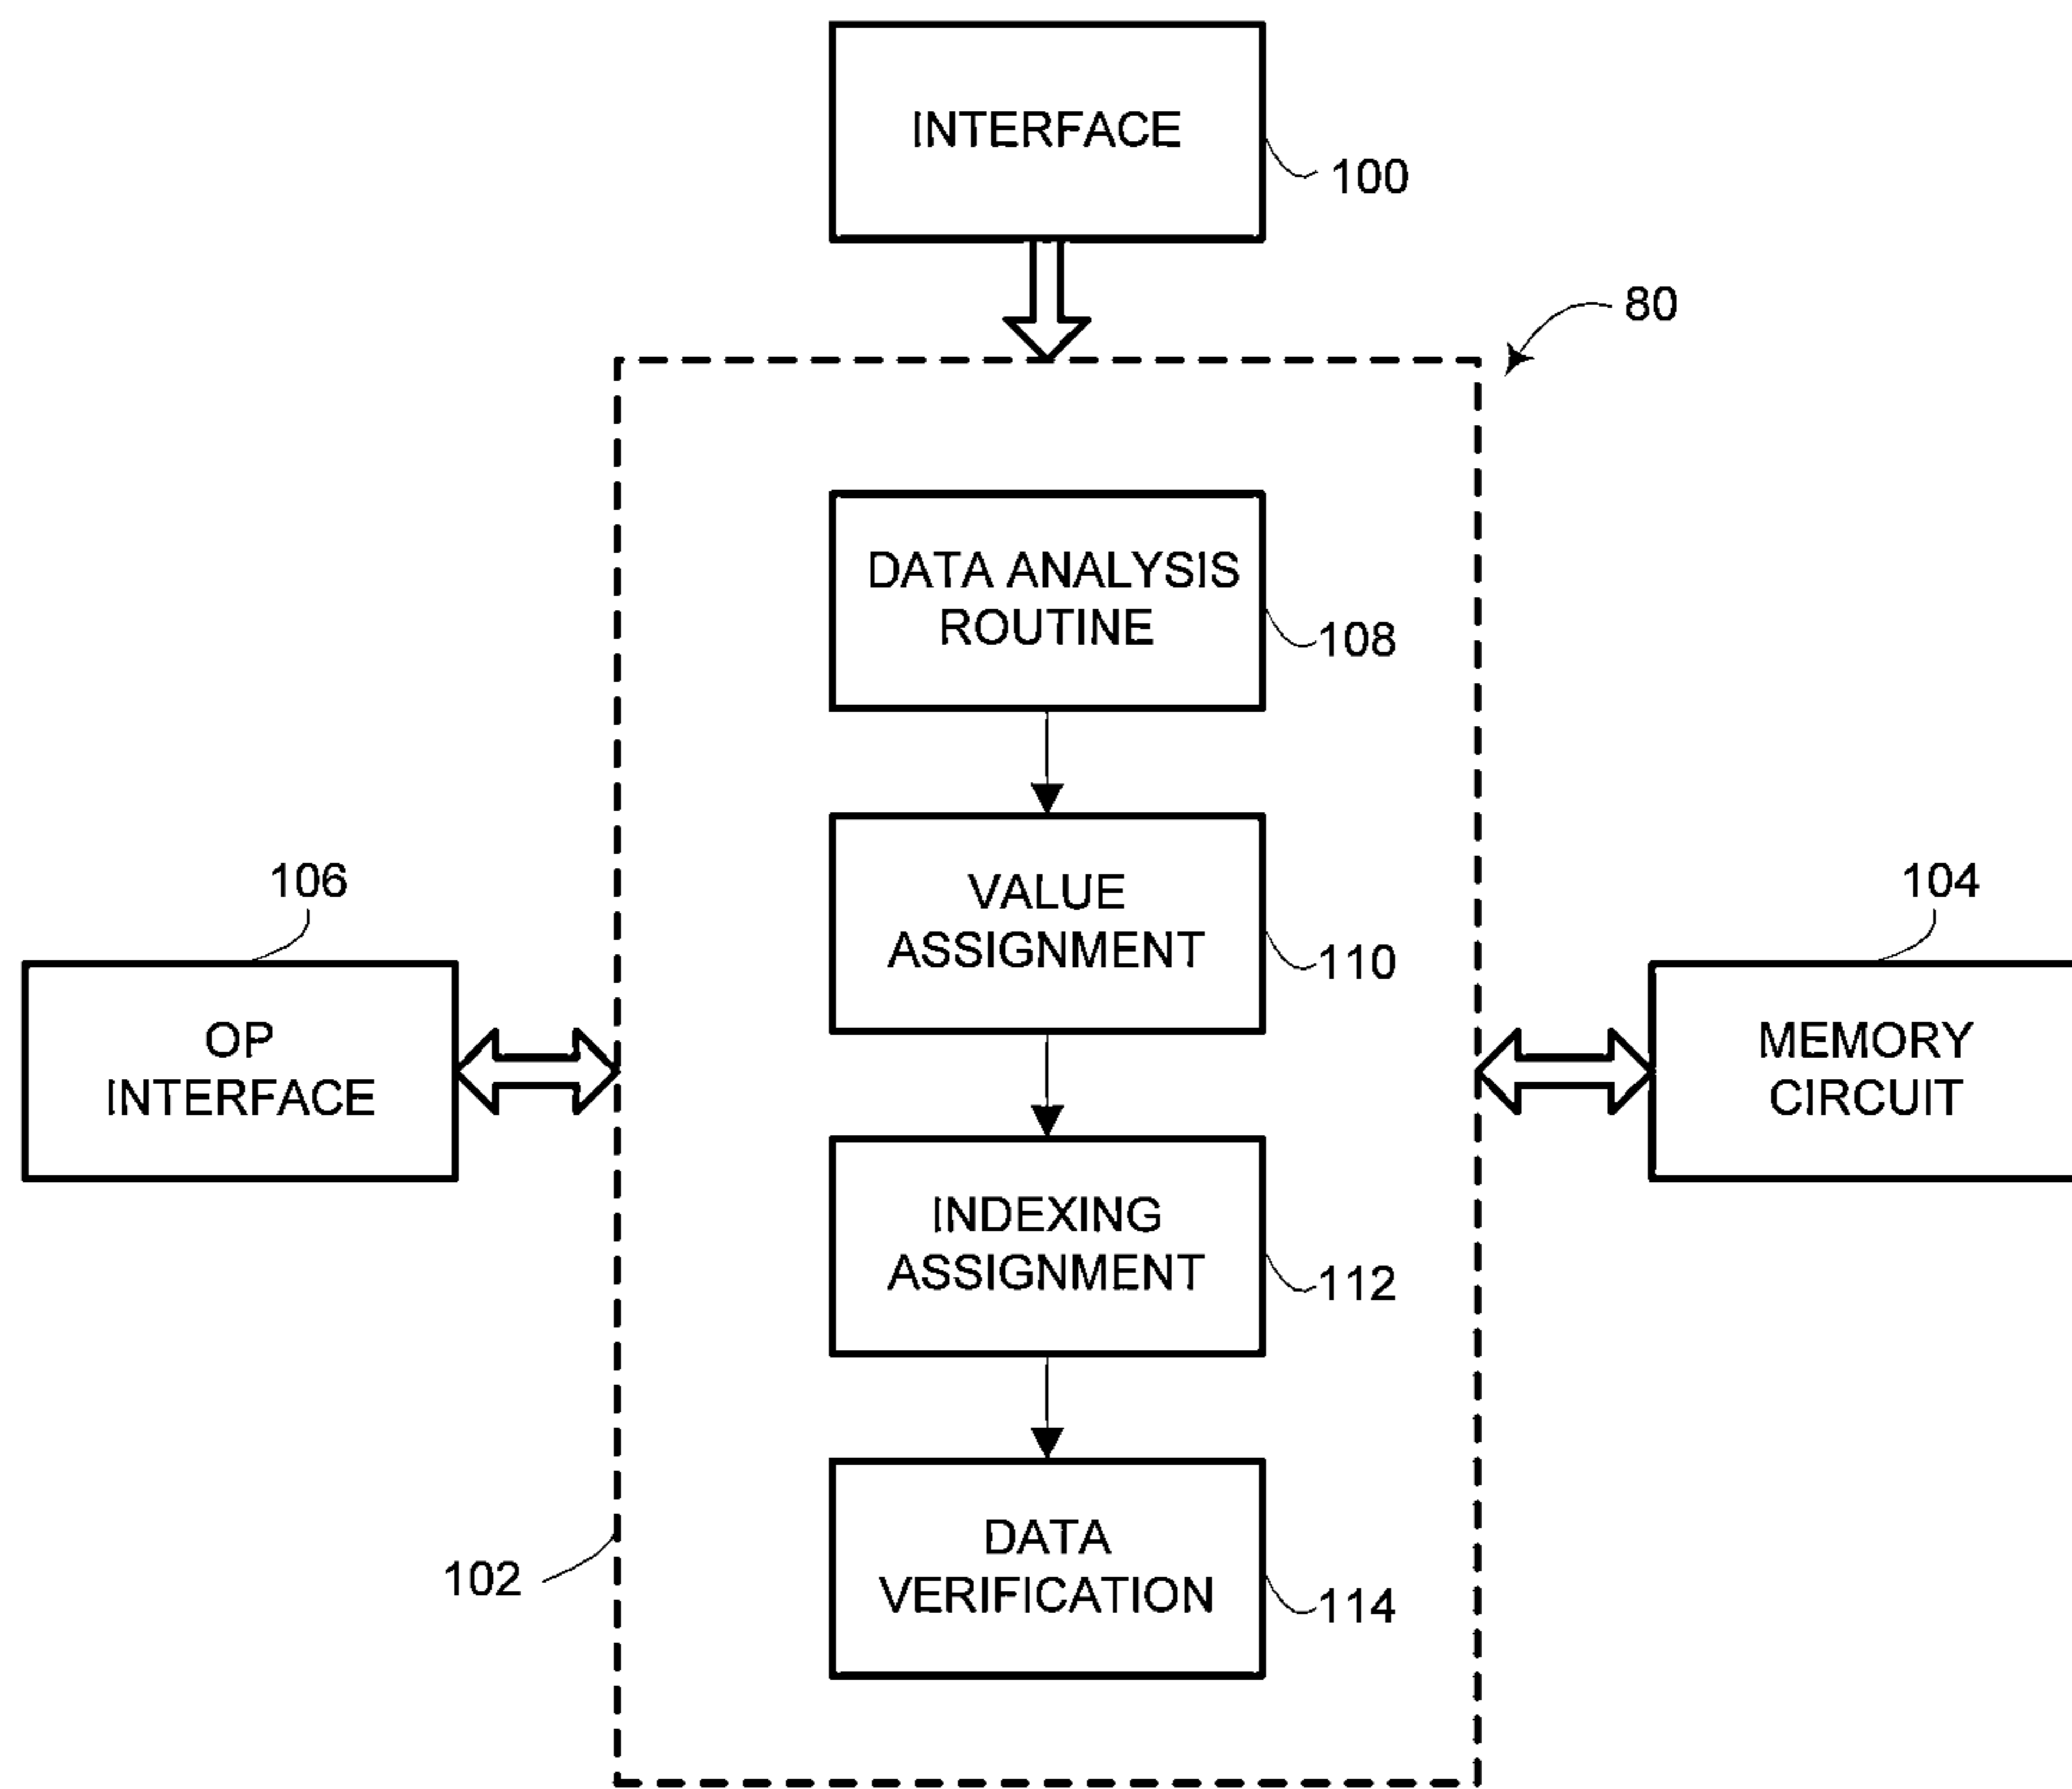 INTERFACE
100
80
DATA ANALYSIS
ROUTINE
108
106
VALUE
ASSIGNMENT
110
104
OP
INTERFACE
MEMORY
CIRCUIT
INDEXING
ASSIGNMENT
112
102
DATA
VERIFICATION
114